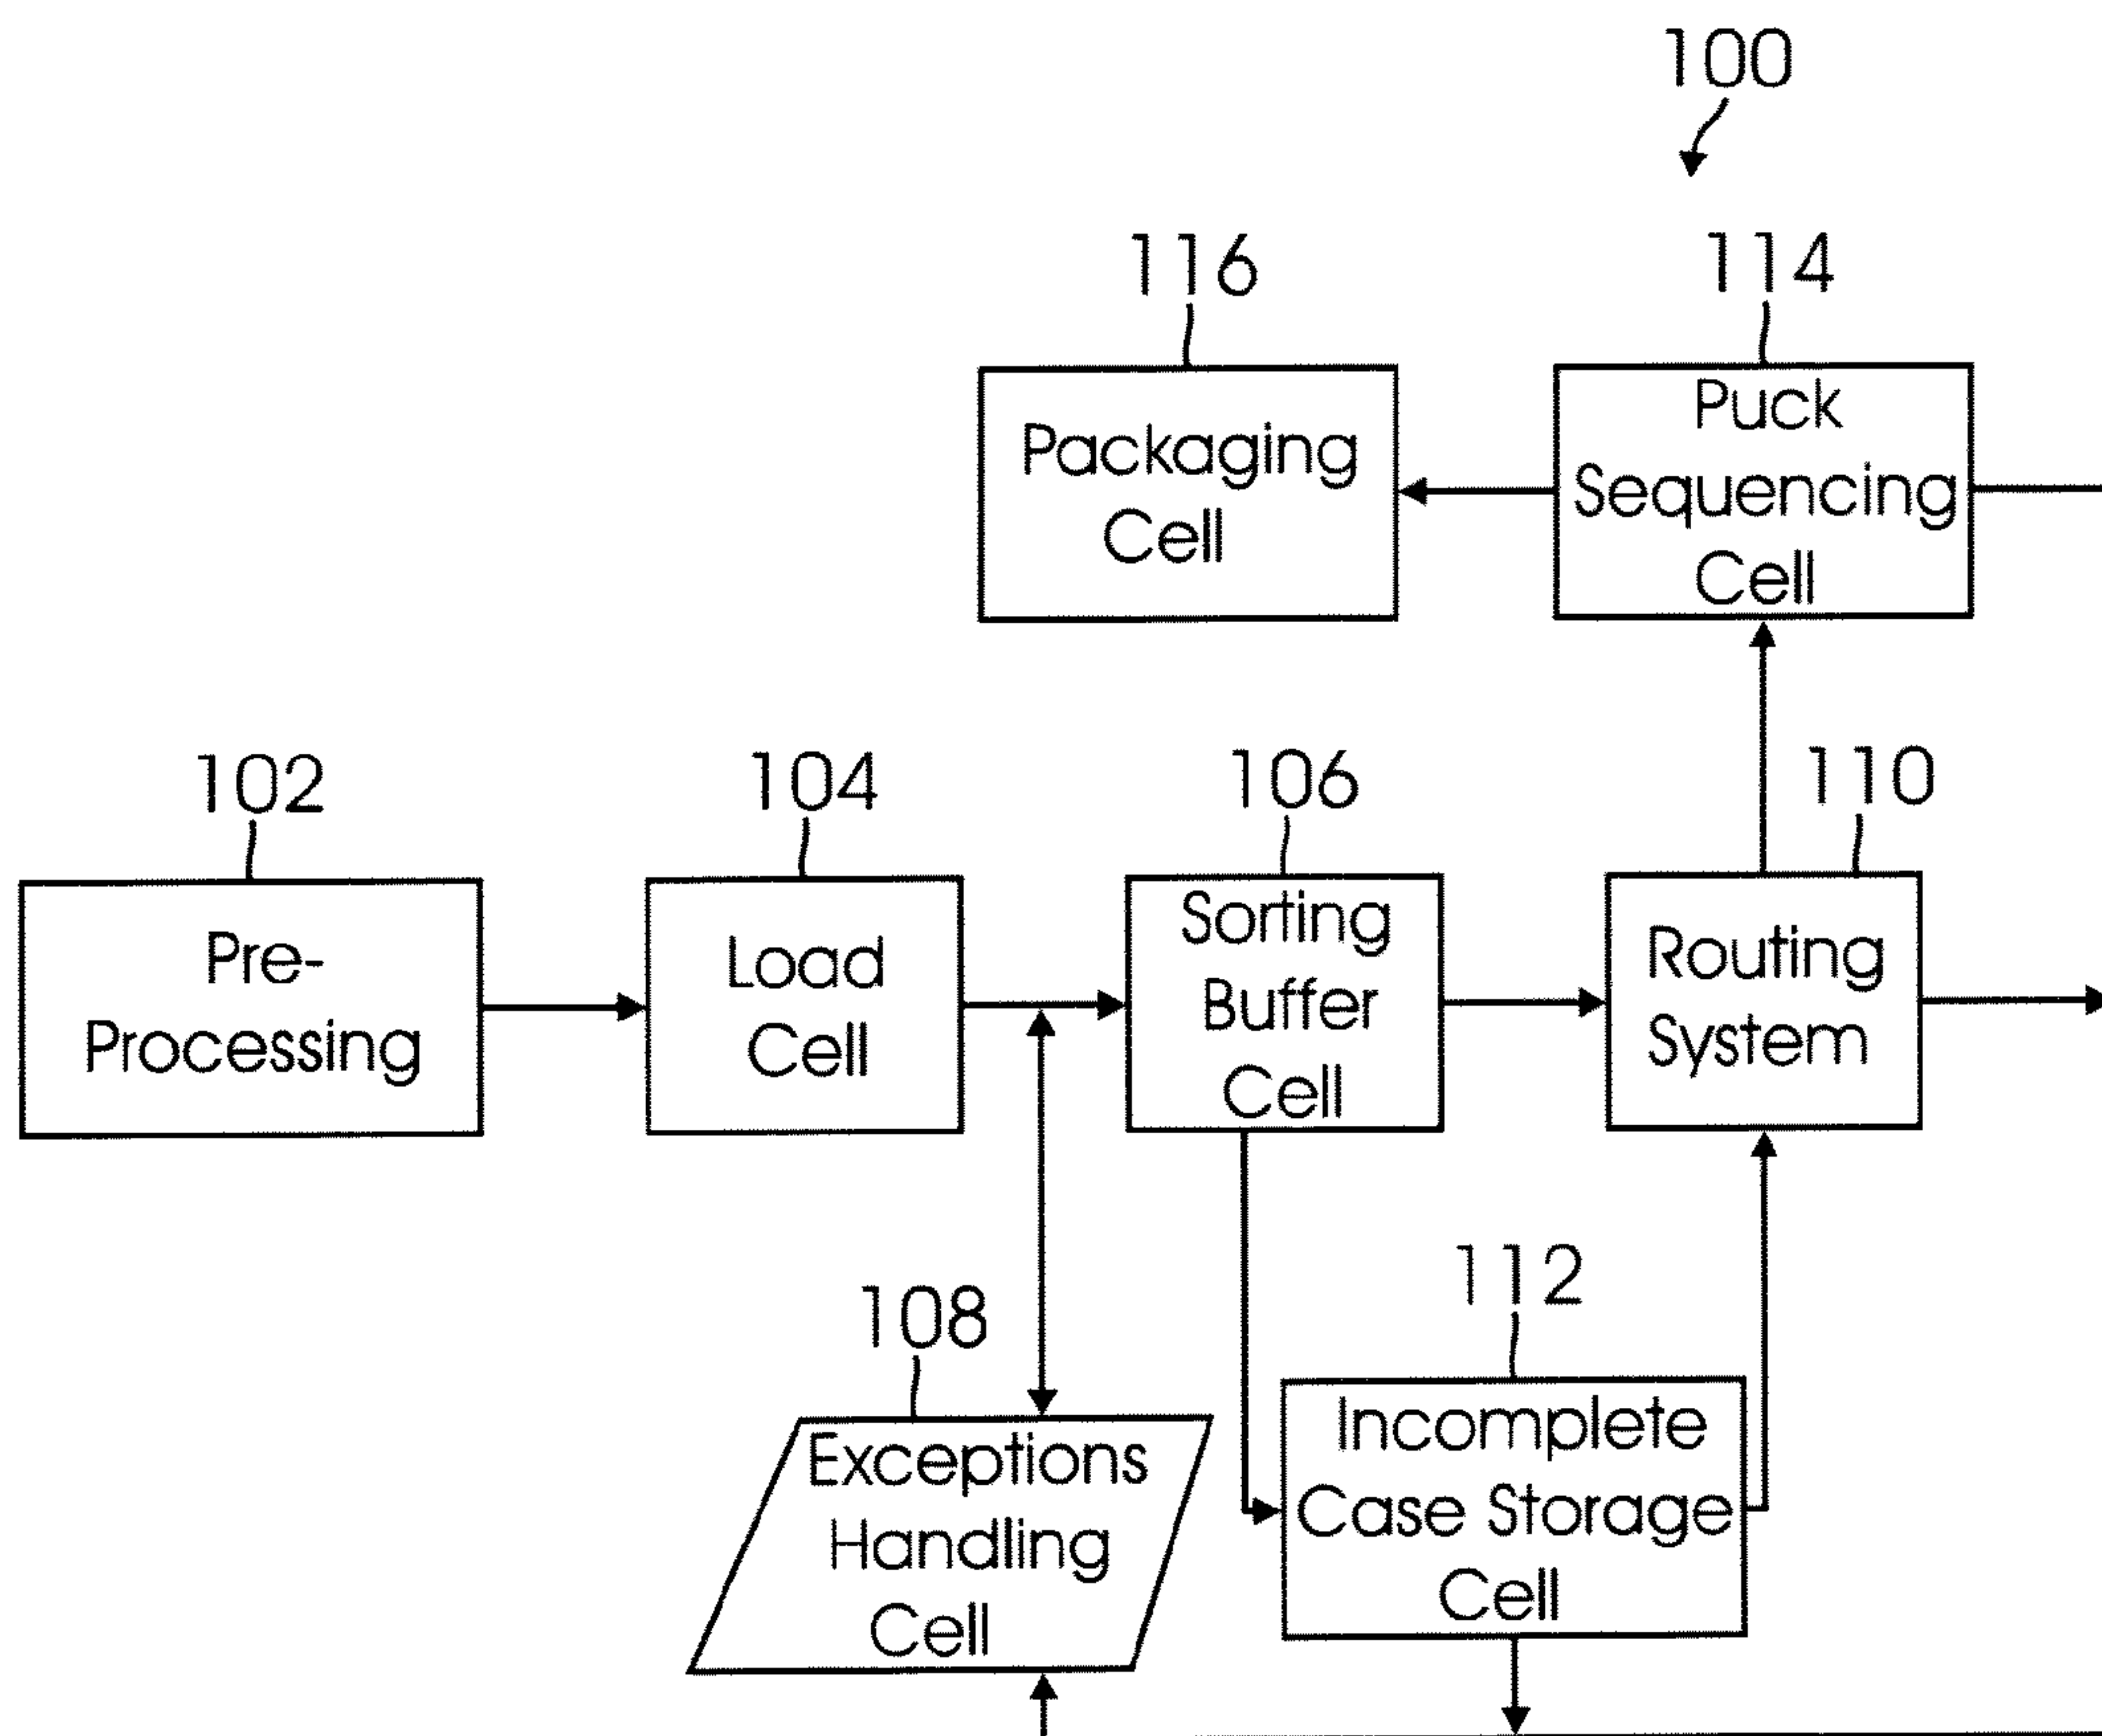 100
116
114
Packaging
Cell
Puck
Sequencing
Cell
102
104
106
110
Pre-
Processing
Load
Cell
Sorting
Buffer
Cell
Routing
System
108
112
Exceptions
Handling
Cell
Incomplete
Case Storage
Cell